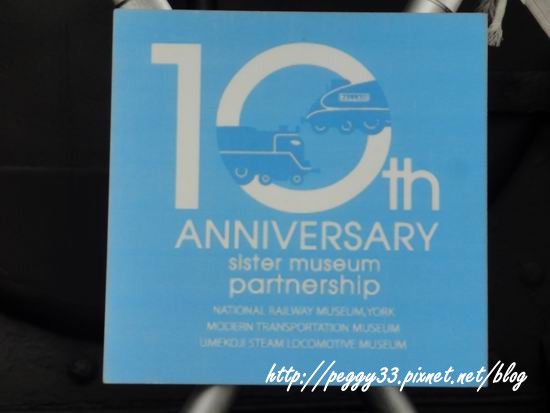 10th
ANNIVERSARY
sister museum
partnership
NATIONAL RAILWAY MUSEUM,YORK
MODERN TRANSPORTATION MUSEUM
UMEKOJI STEAM LOCOMOTIVE MUSEUM
http://peggy33.pixnet.net/blog